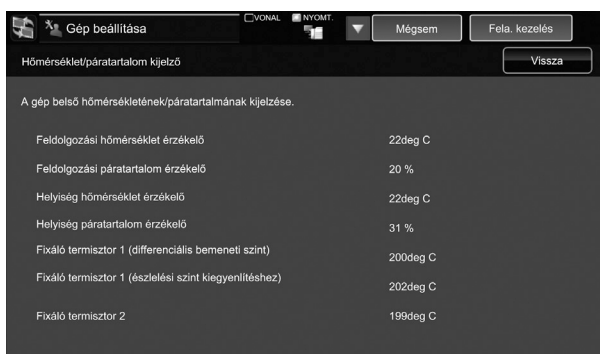 Gép beállítása
VONAL
NYOMT.
Mégsem
Fela. kezelés
Hőmérséklet/páratartalom kijelző
Vissza
A gép belső hőmérsékletének/páratartalmának kijelzése.
Feldolgozási hőmérséklet érzékelő 22deg C
Feldolgozási páratartalom érzékelő 20 %
Helyiség hőmérséklet érzékelő 22deg C
Helyiség páratartalom érzékelő 31 %
Fixáló termisztor 1 (differenciális bemeneti szint) 200deg C
Fixáló termisztor 1 (észlelési szint kiegyenlítéshez) 202deg C
Fixáló termisztor 2 199deg C